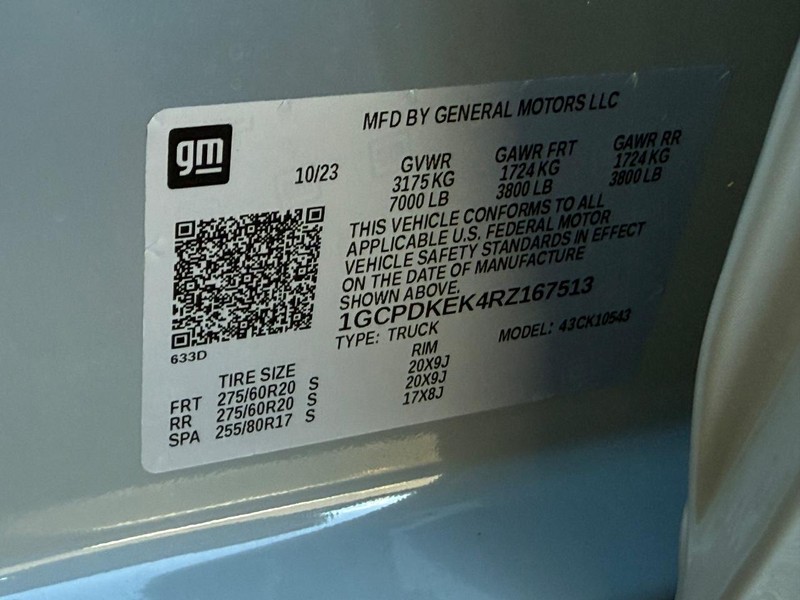 MFD BY GENERAL MOTORS LLC
gm
10/23
GVWR GAWR FRT GAWR RR
3175 KG 1724 KG 1724 KG
7000 LB 3800 LB 3800 LB
THIS VEHICLE CONFORMS TO ALL
APPLICABLE U.S. FEDERAL MOTOR
VEHICLE SAFETY STANDARDS IN EFFECT
ON THE DATE OF MANUFACTURE
SHOWN ABOVE.
1GCPDKEK4RZ167513
TYPE: TRUCK MODEL: 43CK10543
633D
TIRE SIZE RIM
FRT 275/60R20 S 20X9J
RR 275/60R20 S 20X9J
SPA 255/80R17 S 17X8J